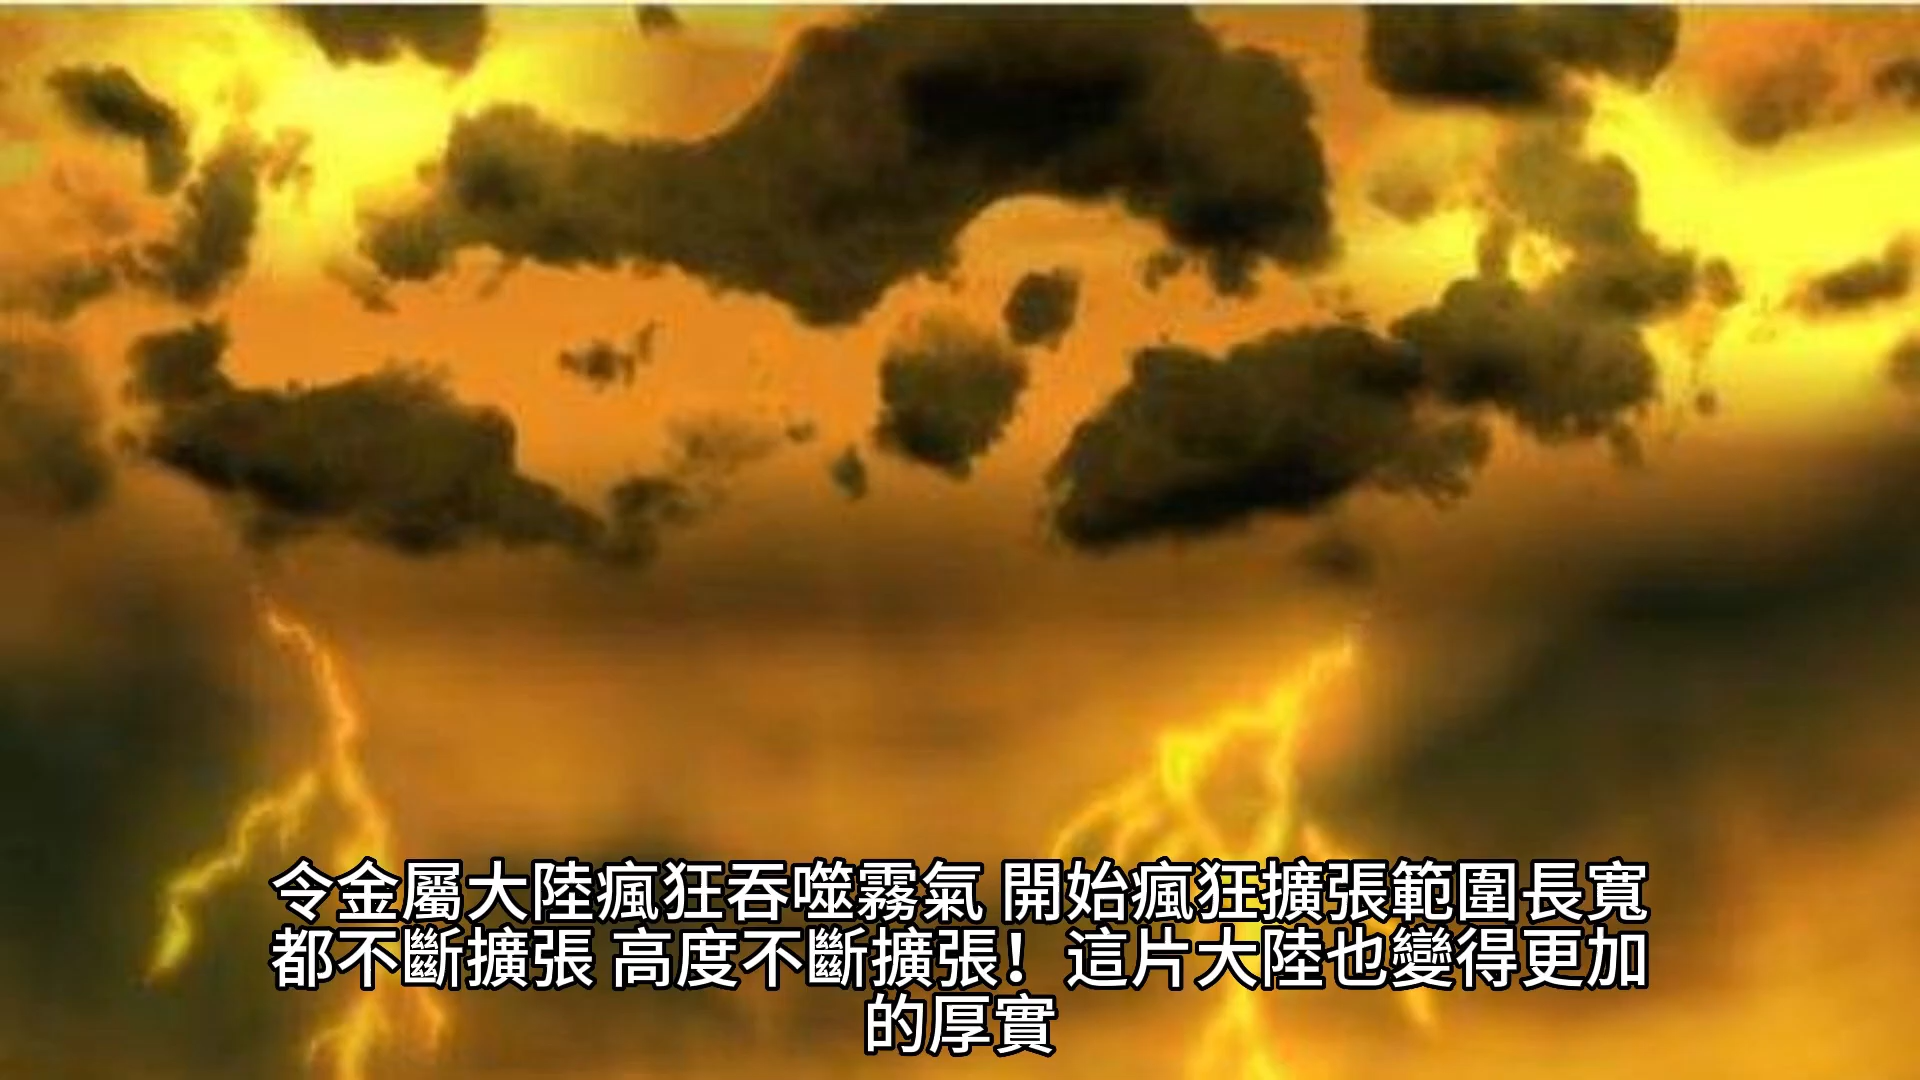 令金屬大陸瘋狂吞噬霧氣 開始瘋狂擴張範圍長寬
都不斷擴張 高度不斷擴張！這片大陸也變得更加
的厚實